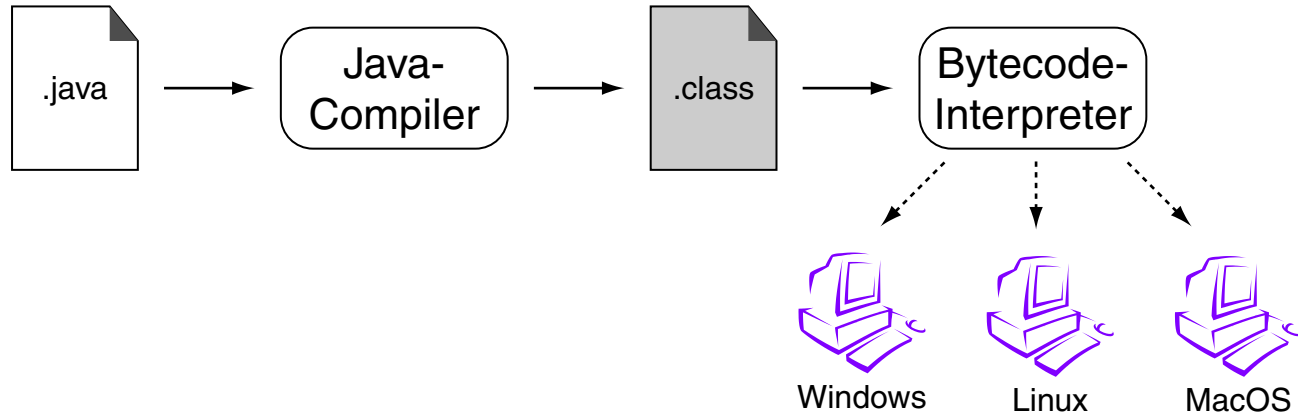 .java
Java-
Compiler
.class
Bytecode-
Interpreter
Windows
Linux
MacOS